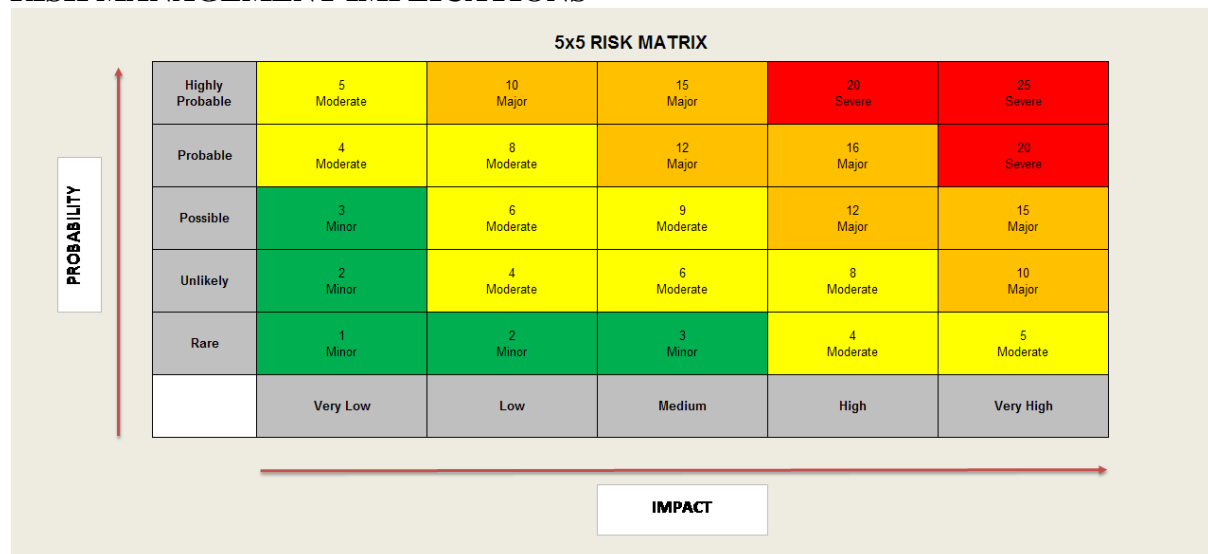 RISK MANAGEMENT IMPLICATIONS
5x5 RISK MATRIX
PROBABILITY
Highly
Probable
5
Moderate
10
Major
15
Major
20
Severe
25
Severe
Probable
4
Moderate
8
Moderate
12
Major
16
Major
20
Severe
Possible
3
Minor
6
Moderate
9
Moderate
12
Major
15
Major
Unlikely
2
Minor
4
Moderate
6
Moderate
8
Moderate
10
Major
Rare
1
Minor
2
Minor
3
Minor
4
Moderate
5
Moderate
Very Low
Low
Medium
High
Very High
IMPACT